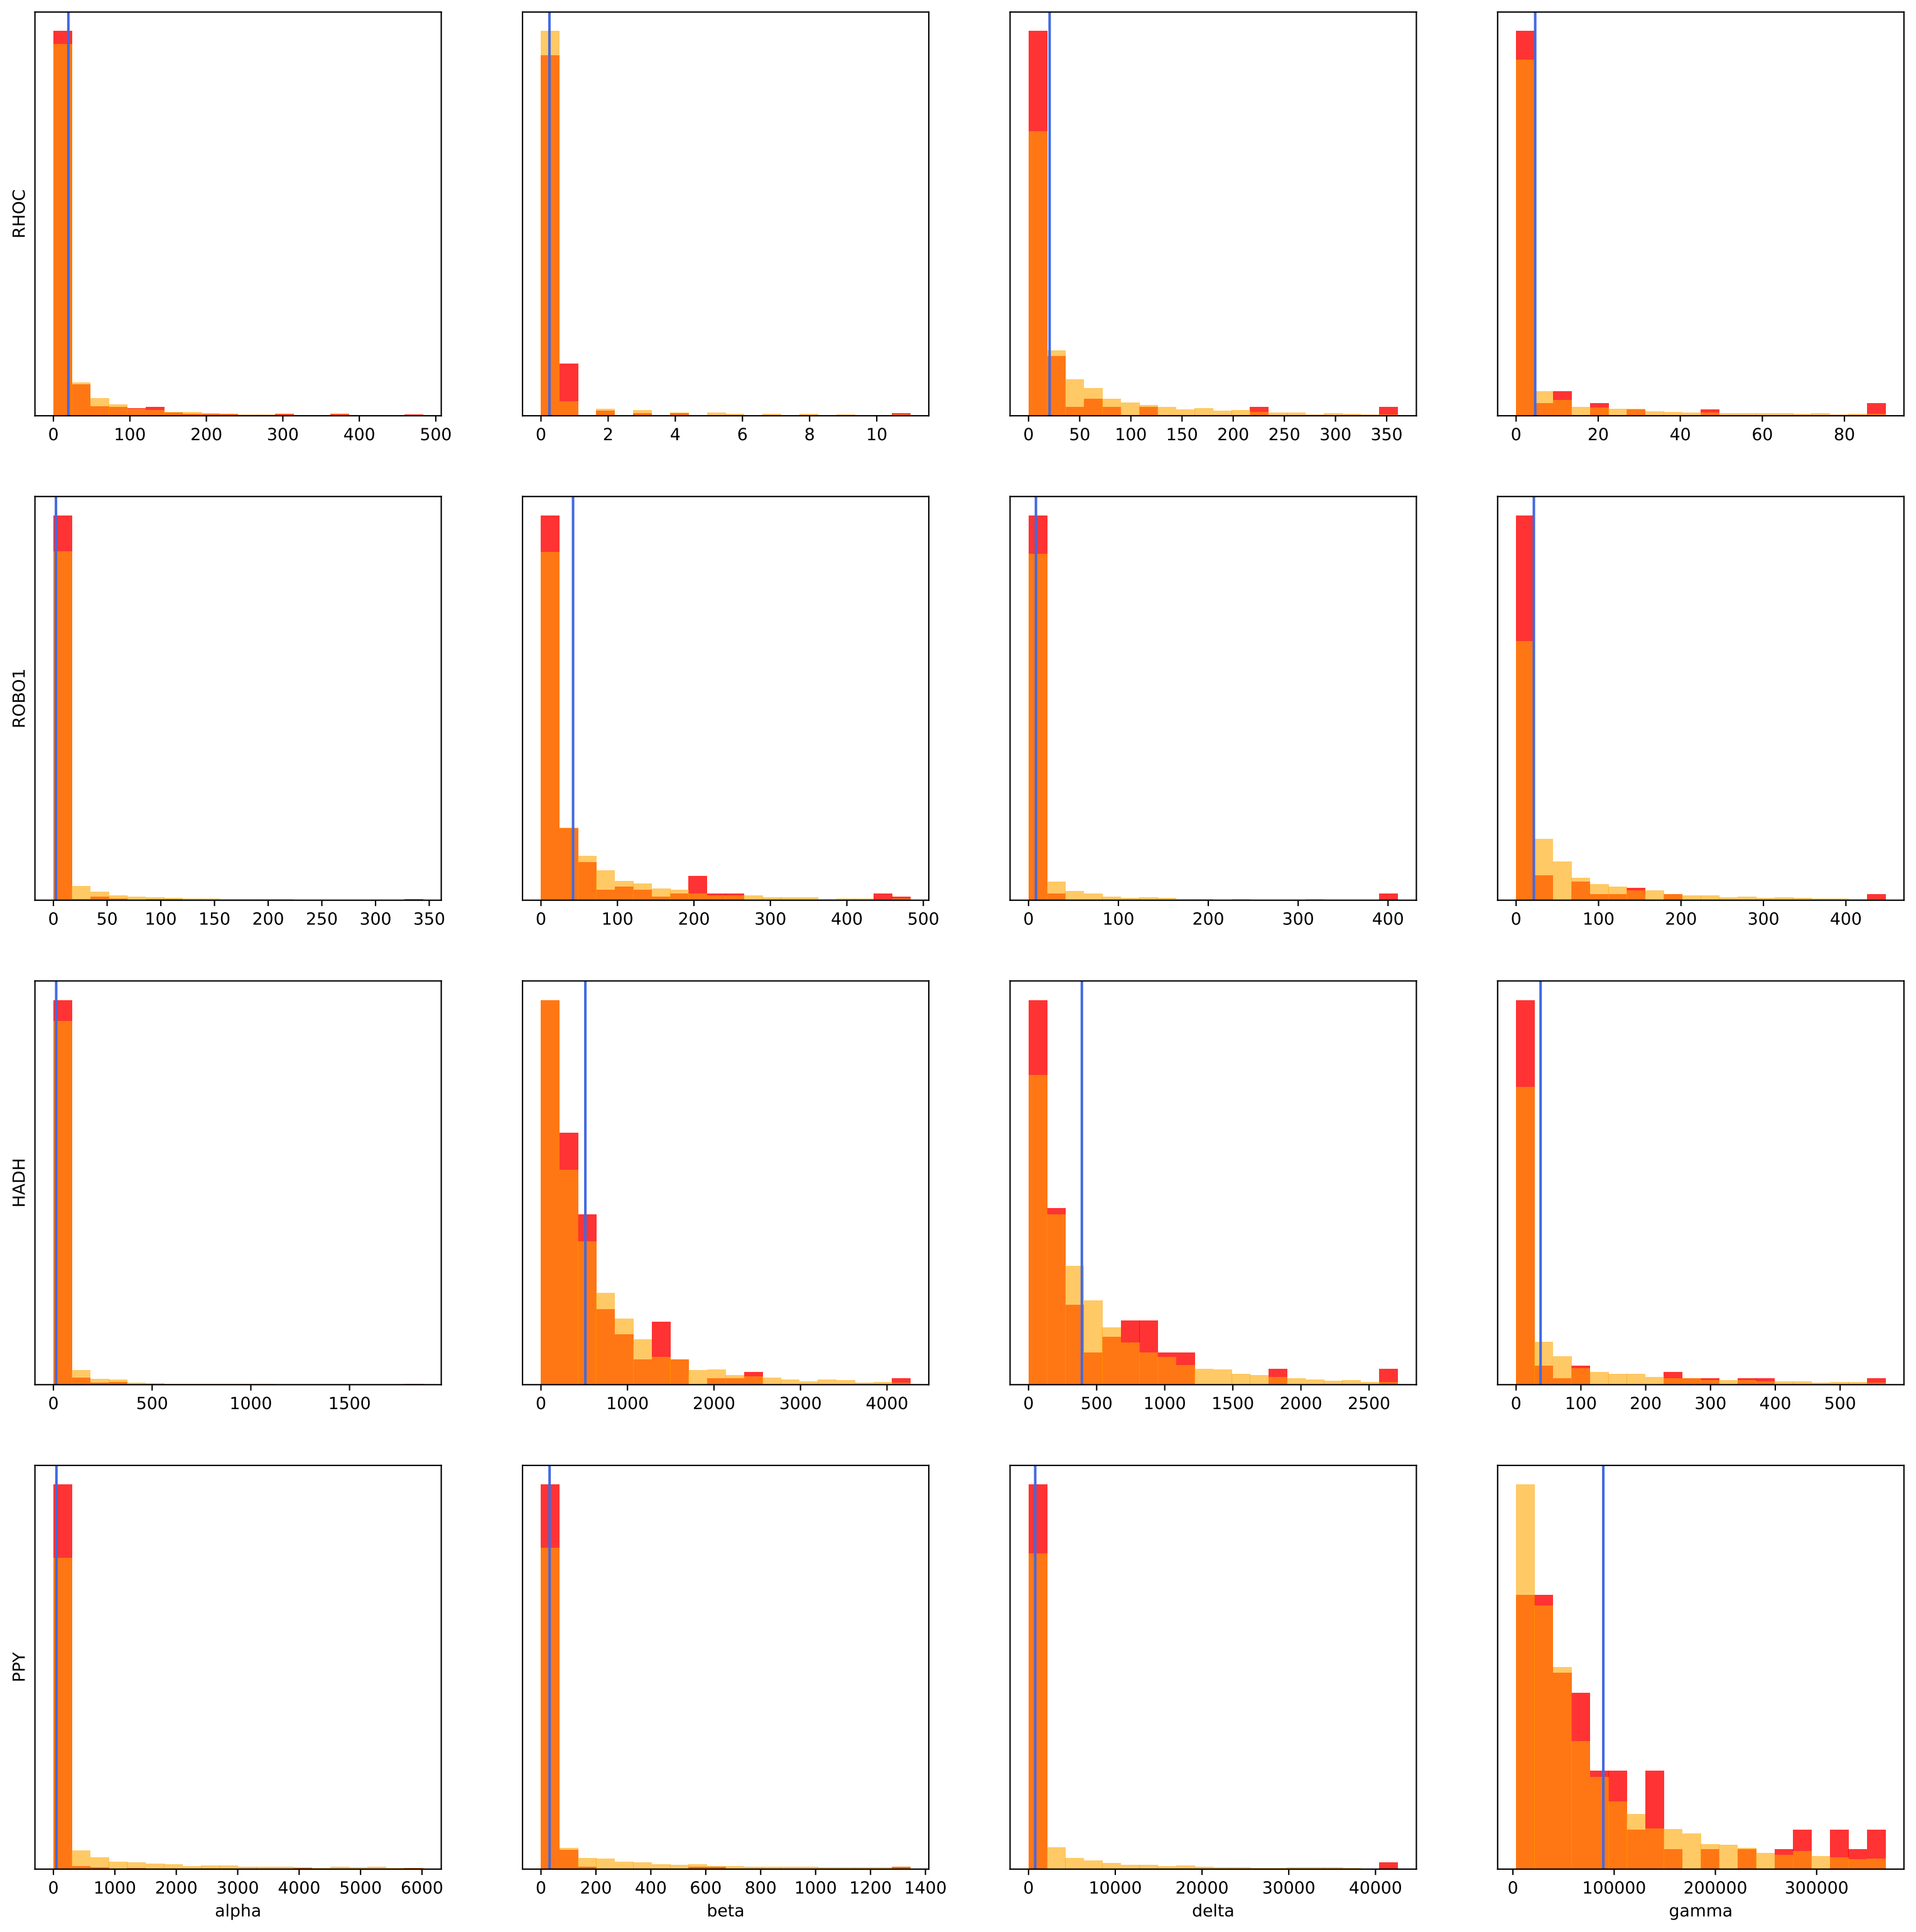 RHOC
0 100 200 300 400 500
0 2 4 6 8 10
0 50 100 150 200 250 300 350
0 20 40 60 80
ROBO1
0 50 100 150 200 250 300 350
0 100 200 300 400 500
0 100 200 300 400
0 100 200 300 400
HADH
0 500 1000 1500
0 1000 2000 3000 4000
0 500 1000 1500 2000 2500
0 100 200 300 400 500
PPY
0 1000 2000 3000 4000 5000 6000
alpha
0 200 400 600 800 1000 1200 1400
beta
0 10000 20000 30000 40000
delta
0 100000 200000 300000
gamma